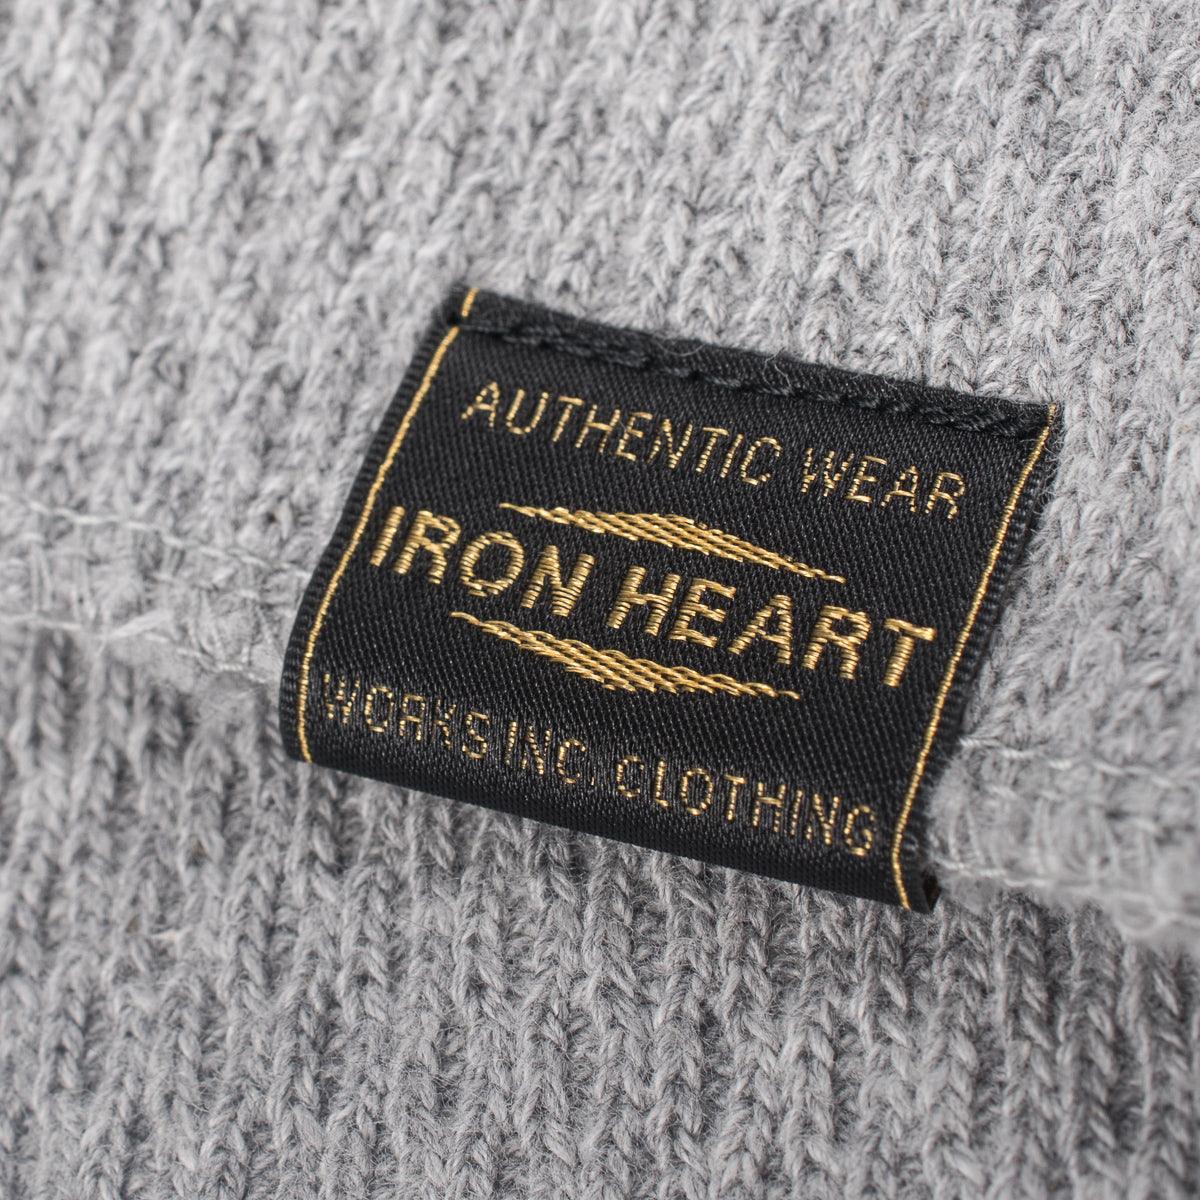 AUTHENTIC WEAR
IRON HEART
WORKS INC. CLOTHING